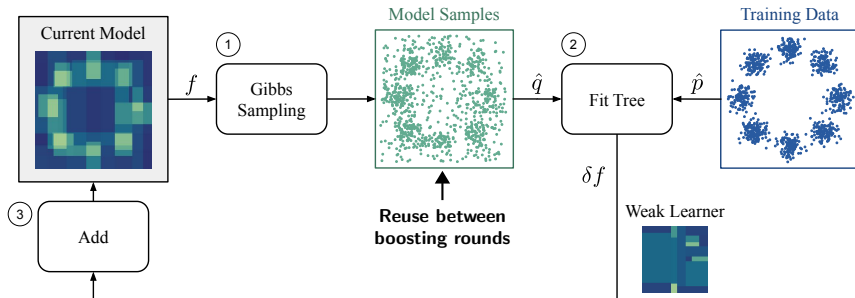 Current Model
1
f
Gibbs
Sampling
Model Samples
q̂
2
Fit Tree
p̂
Training Data
Reuse between
boosting rounds
δf
Weak Learner
3
Add